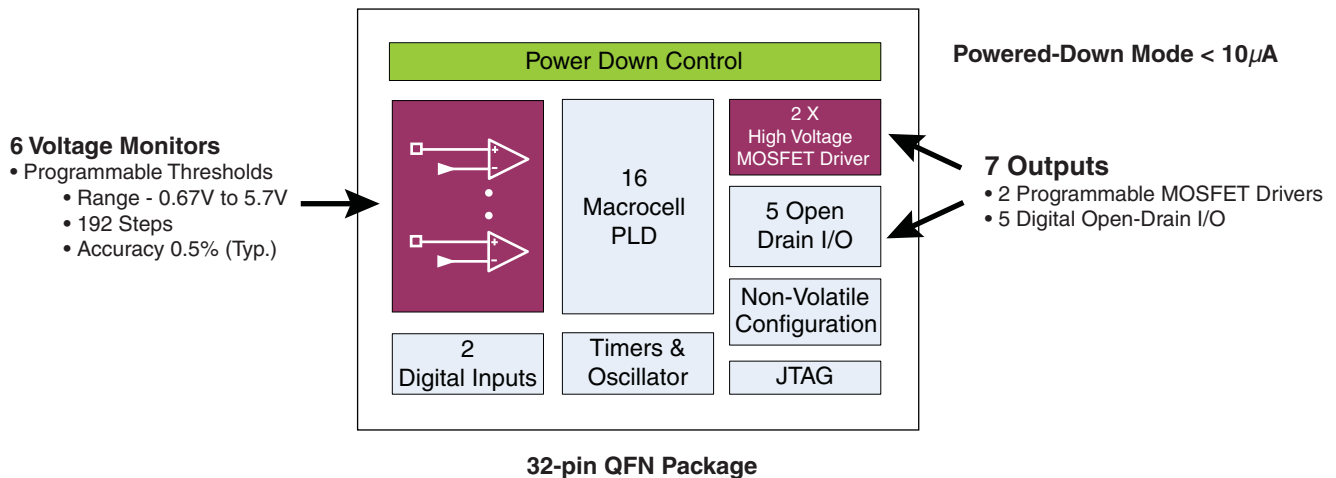 Power Down Control
Powered-Down Mode < 10µA
6 Voltage Monitors
• Programmable Thresholds
• Range - 0.67V to 5.7V
• 192 Steps
• Accuracy 0.5% (Typ.)
+
−
+
−
16
Macrocell
PLD
2 X
High Voltage
MOSFET Driver
5 Open
Drain I/O
Non-Volatile
Configuration
2
Digital Inputs
Timers &
Oscillator
JTAG
7 Outputs
• 2 Programmable MOSFET Drivers
• 5 Digital Open-Drain I/O
32-pin QFN Package